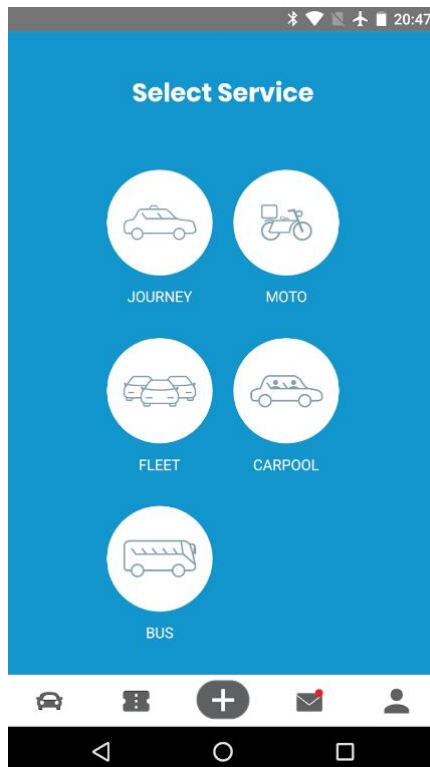 20:47
Select Service
JOURNEY
MOTO
FLEET
CARPOOL
BUS